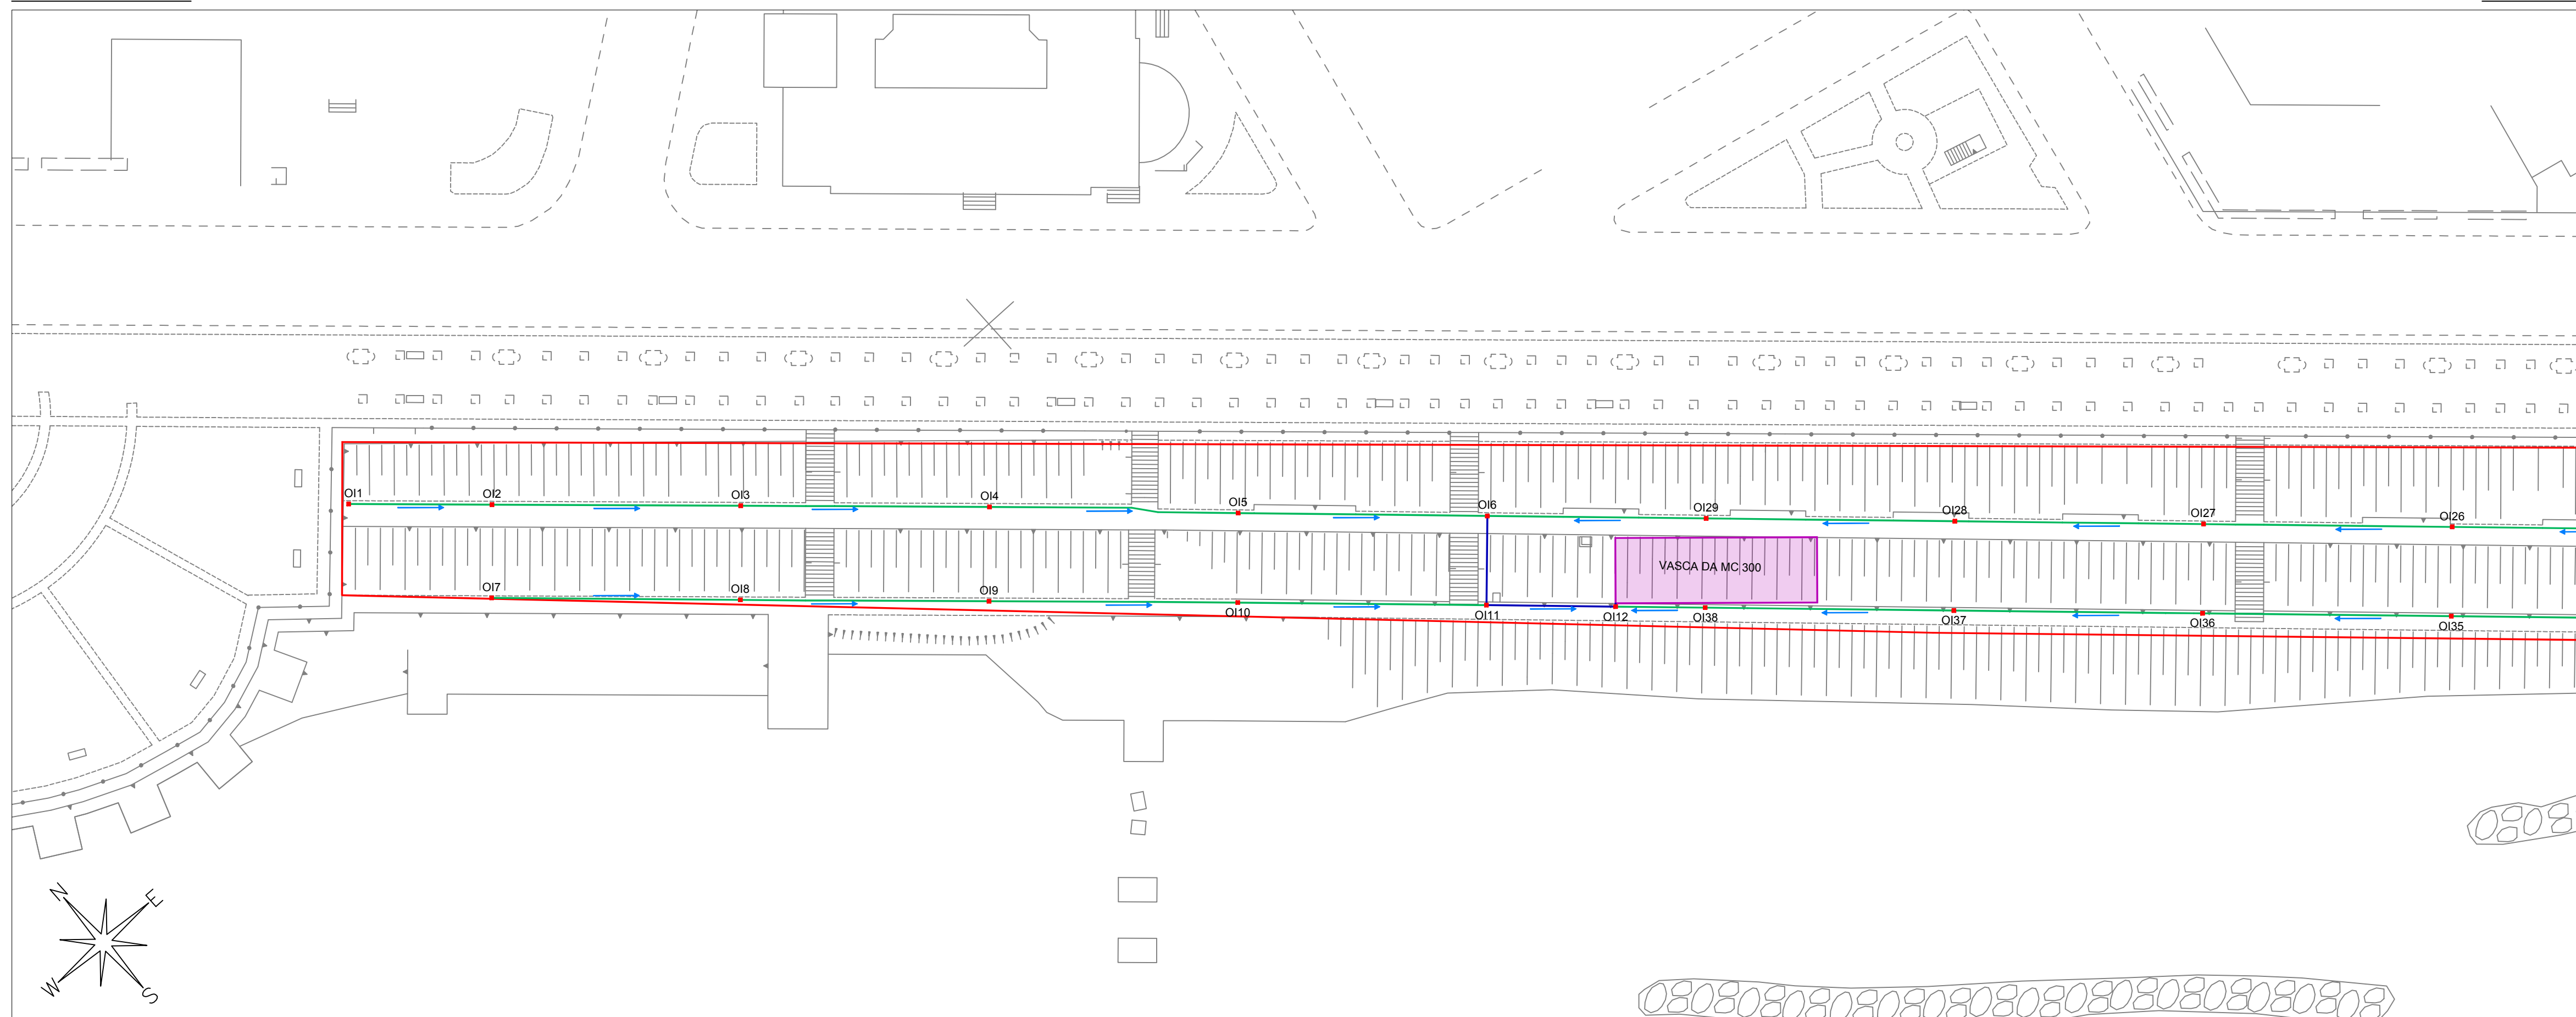 OI1
OI2
OI3
OI4
OI5
OI6
OI29
OI28
OI27
OI26
VASCA DA MC 300
OI7
OI8
OI9
OI10
OI11
OI12
OI38
OI37
OI36
OI35
N
E
W
S